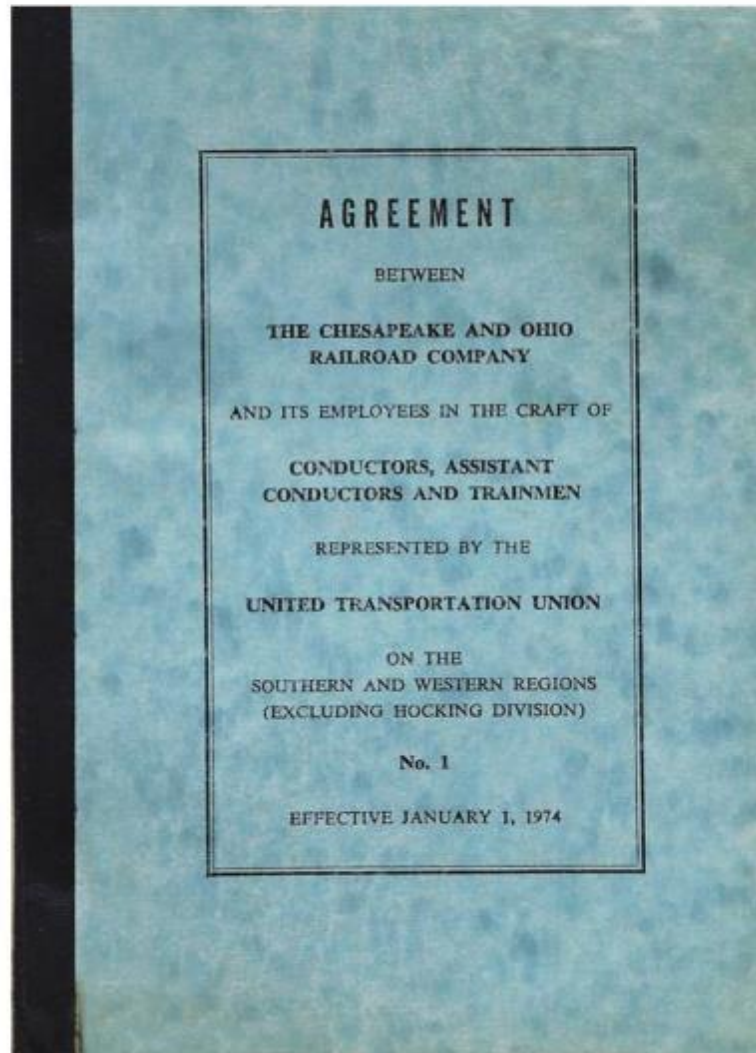 AGREEMENT
BETWEEN
THE CHESAPEAKE AND OHIO
RAILROAD COMPANY
AND ITS EMPLOYEES IN THE CRAFT OF
CONDUCTORS, ASSISTANT
CONDUCTORS AND TRAINMEN
REPRESENTED BY THE
UNITED TRANSPORTATION UNION
ON THE
SOUTHERN AND WESTERN REGIONS
(EXCLUDING HOCKING DIVISION)
No. 1
EFFECTIVE JANUARY 1, 1974